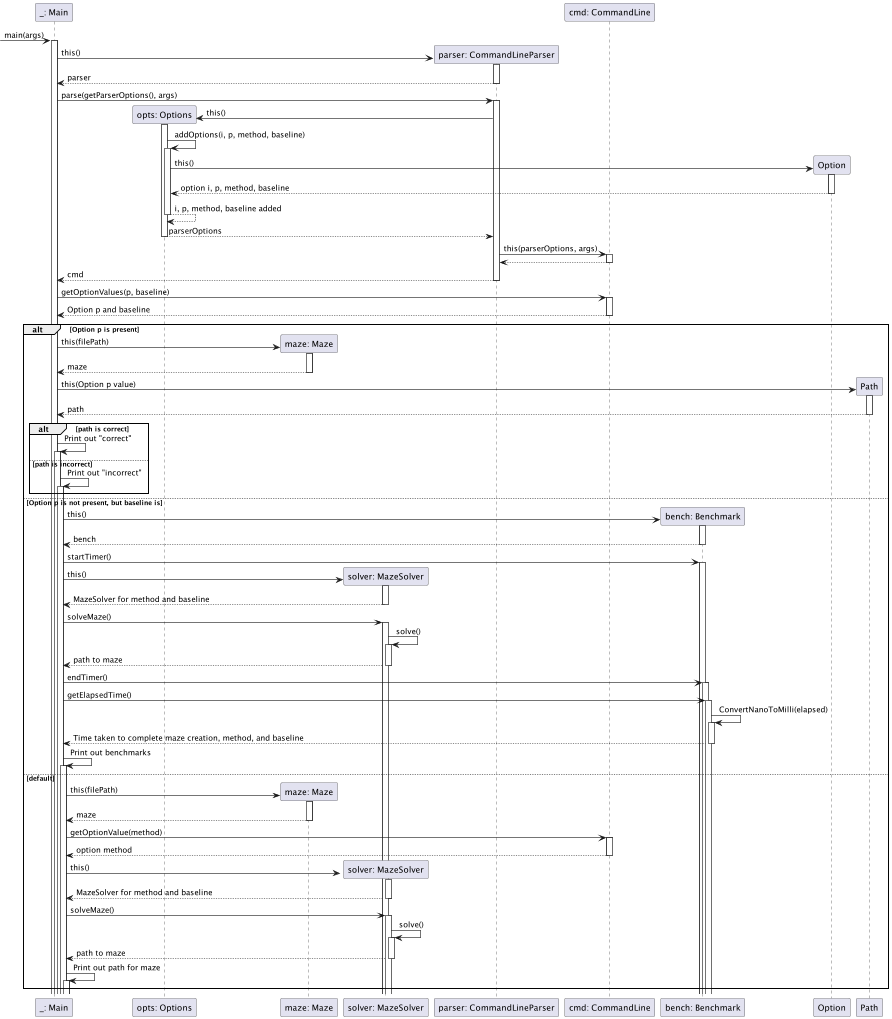 _: Main
cmd: CommandLine
main(args)
this()
parser: CommandLineParser
parser
parse(getParserOptions(), args)
opts: Options
this()
addOptions(i, p, method, baseline)
this()
Option
option i, p, method, baseline
i, p, method, baseline added
parserOptions
this(parserOptions, args)
cmd
getOptionValues(p, baseline)
Option p and baseline
alt
[Option p is present]
this(filePath)
maze: Maze
maze
this(Option p value)
Path
path
alt
[path is correct]
Print out "correct"
[path is incorrect]
Print out "incorrect"
[Option p is not present, but baseline is]
this()
bench: Benchmark
bench
startTimer()
this()
solver: MazeSolver
MazeSolver for method and baseline
solveMaze()
solve()
path to maze
endTimer()
getElapsedTime()
ConvertNanoToMilli(elapsed)
Time taken to complete maze creation, method, and baseline
Print out benchmarks
[default]
this(filePath)
maze: Maze
maze
getOptionValue(method)
option method
this()
solver: MazeSolver
MazeSolver for method and baseline
solveMaze()
solve()
path to maze
Print out path for maze
_: Main
opts: Options
maze: Maze
solver: MazeSolver
parser: CommandLineParser
cmd: CommandLine
bench: Benchmark
Option
Path